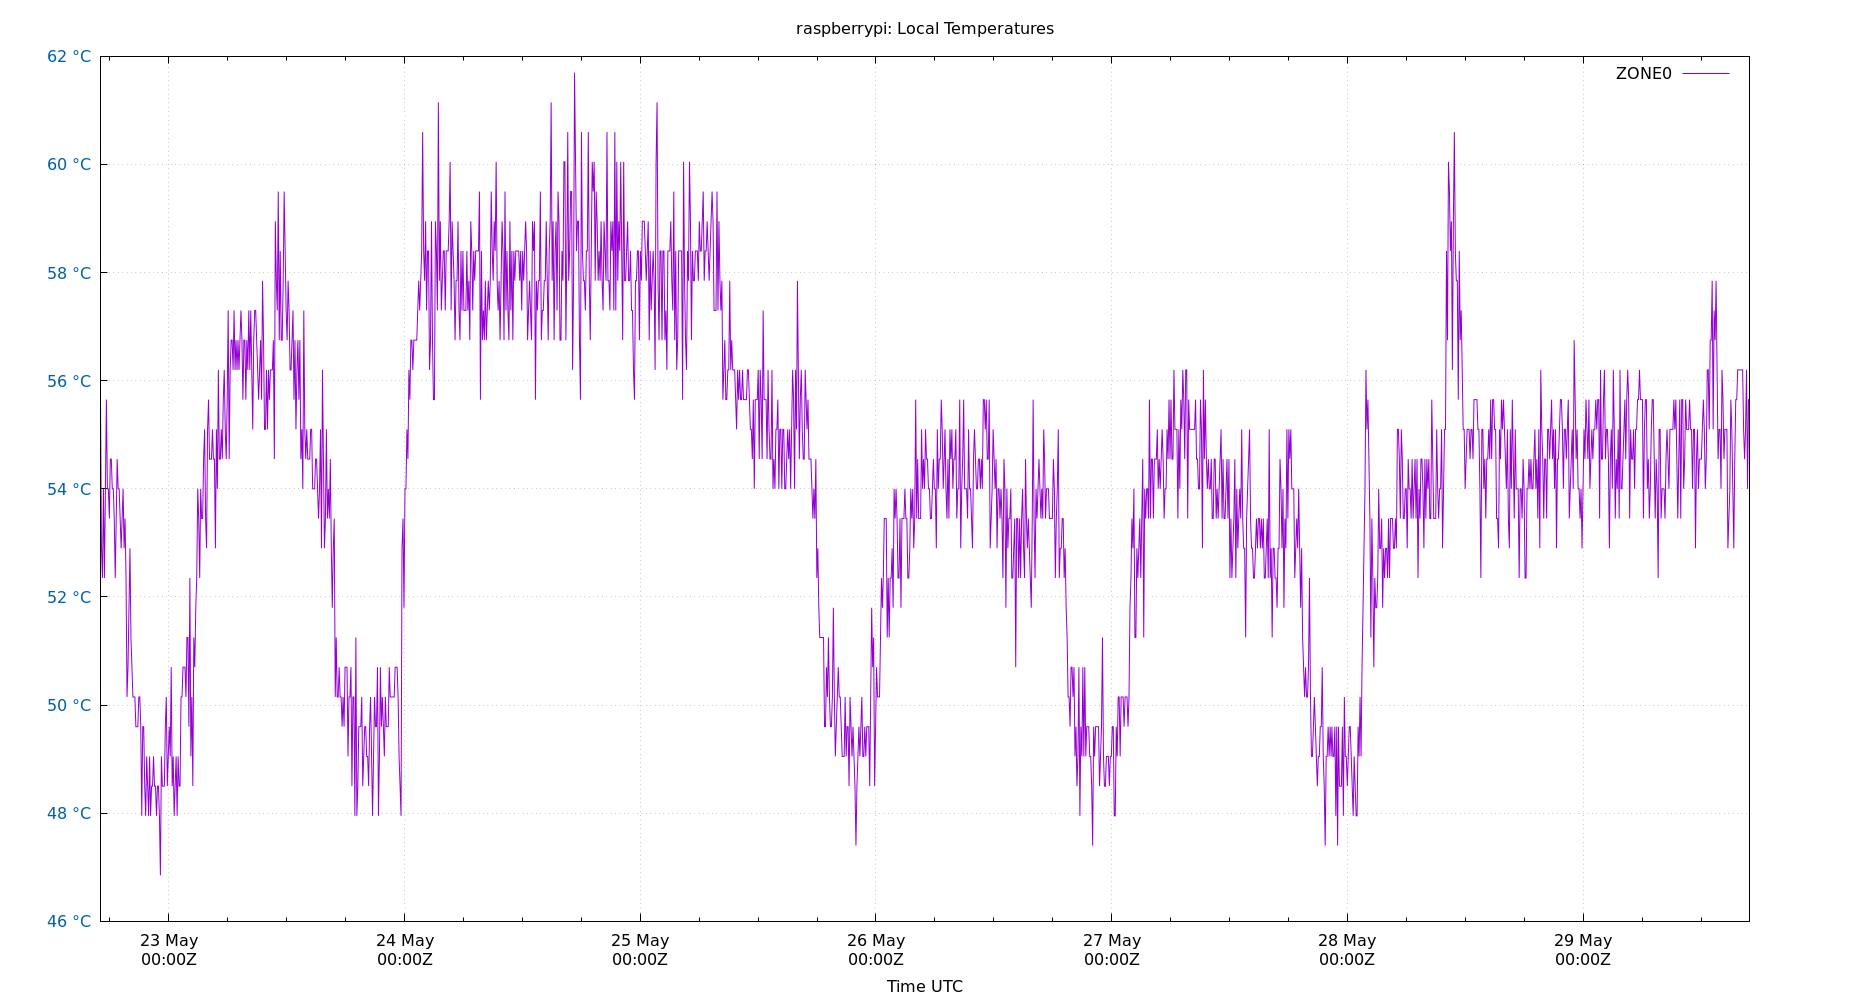 raspberrypi: Local Temperatures
62 °C
ZONE0
60 °C
58 °C
56 °C
54 °C
52 °C
50 °C
48 °C
46 °C
23 May 24 May 25 May 26 May 27 May 28 May 29 May
00:00Z 00:00Z 00:00Z 00:00Z 00:00Z 00:00Z 00:00Z
Time UTC